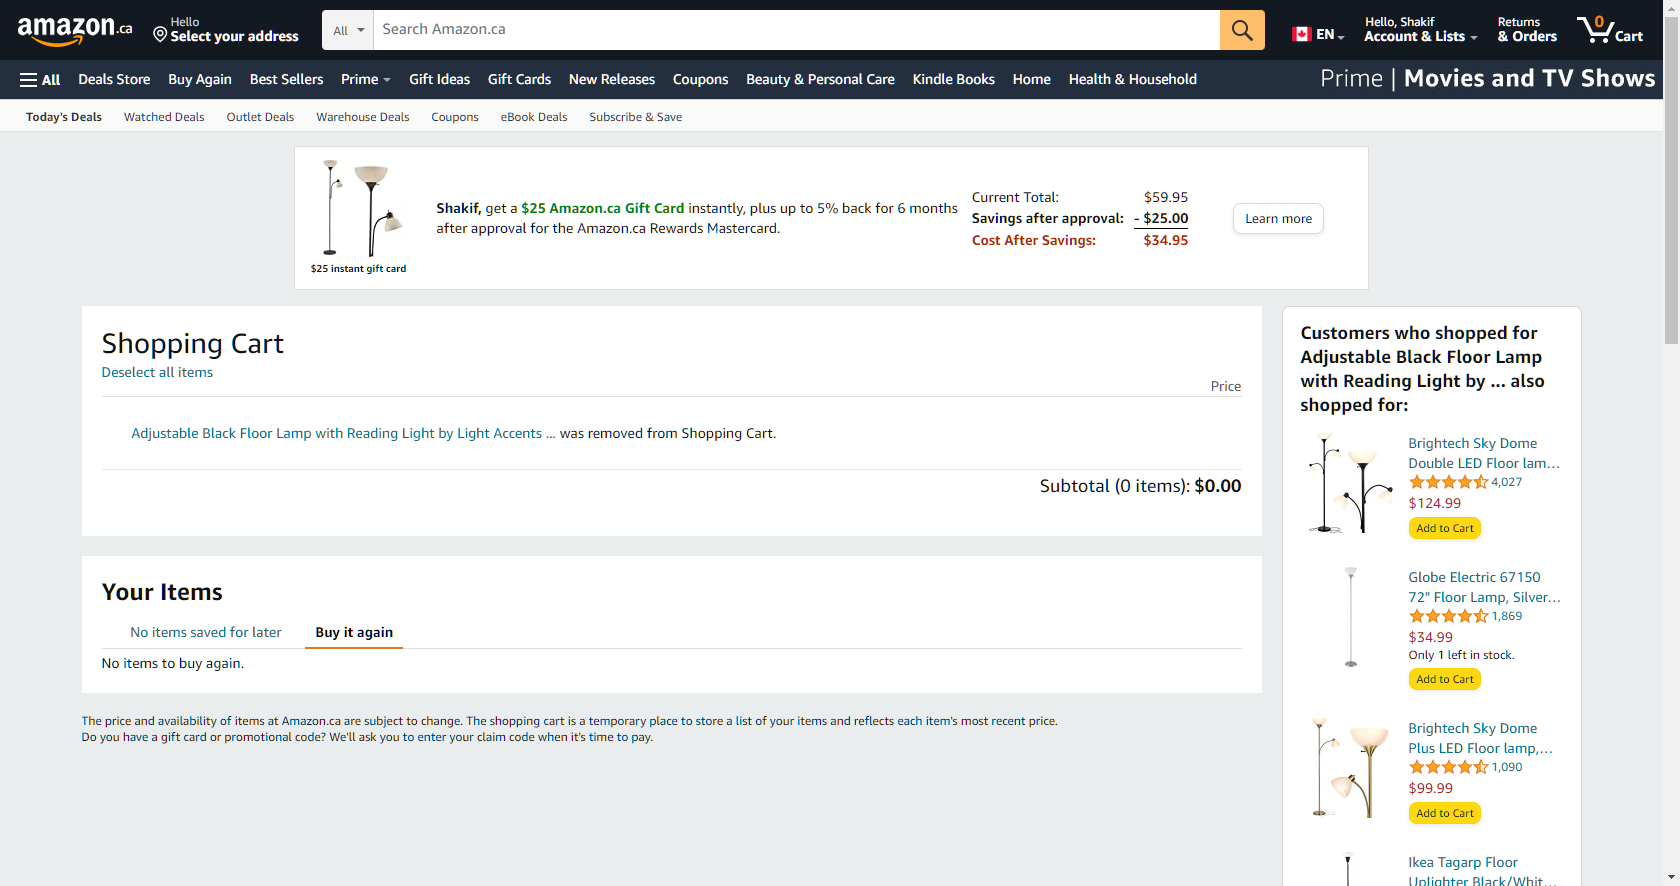 amazon.ca
Hello
Select your address
All
Search Amazon.ca
EN
Hello, Shakif
Account & Lists
Returns
& Orders
0
Cart
All
Deals Store
Buy Again
Best Sellers
Prime
Gift Ideas
Gift Cards
New Releases
Coupons
Beauty & Personal Care
Kindle Books
Home
Health & Household
Prime | Movies and TV Shows
Today's Deals
Watched Deals
Outlet Deals
Warehouse Deals
Coupons
eBook Deals
Subscribe & Save
$25 instant gift card
Shakif, get a $25 Amazon.ca Gift Card instantly, plus up to 5% back for 6 months
after approval for the Amazon.ca Rewards Mastercard.
Current Total: $59.95
Savings after approval: - $25.00
Cost After Savings: $34.95
Learn more
Shopping Cart
Deselect all items
Price
Adjustable Black Floor Lamp with Reading Light by Light Accents ... was removed from Shopping Cart.
Subtotal (0 items): $0.00
Your Items
No items saved for later
Buy it again
No items to buy again.
The price and availability of items at Amazon.ca are subject to change. The shopping cart is a temporary place to store a list of your items and reflects each item's most recent price.
Do you have a gift card or promotional code? We'll ask you to enter your claim code when it's time to pay.
Customers who shopped for
Adjustable Black Floor Lamp
with Reading Light by ... also
shopped for:
Brightech Sky Dome
Double LED Floor lam...
4,027
$124.99
Add to Cart
Globe Electric 67150
72" Floor Lamp, Silver...
1,869
$34.99
Only 1 left in stock.
Add to Cart
Brightech Sky Dome
Plus LED Floor lamp,...
1,090
$99.99
Add to Cart
Ikea Tagarp Floor
Uplighter Black/Whit...